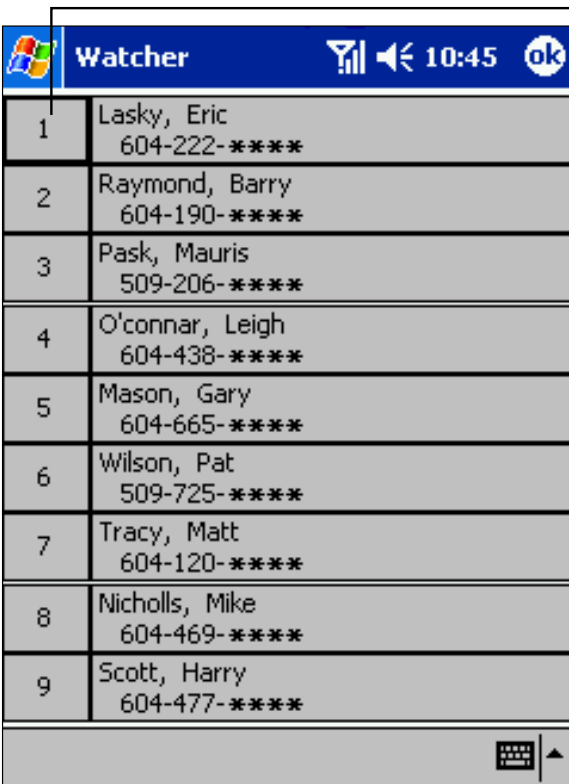 Watcher 10:45 ok
1 Lasky, Eric
604-222-****
2 Raymond, Barry
604-190-****
3 Pask, Mauris
509-206-****
4 O'connar, Leigh
604-438-****
5 Mason, Gary
604-665-****
6 Wilson, Pat
509-725-****
7 Tracy, Matt
604-120-****
8 Nicholls, Mike
604-469-****
9 Scott, Harry
604-477-****